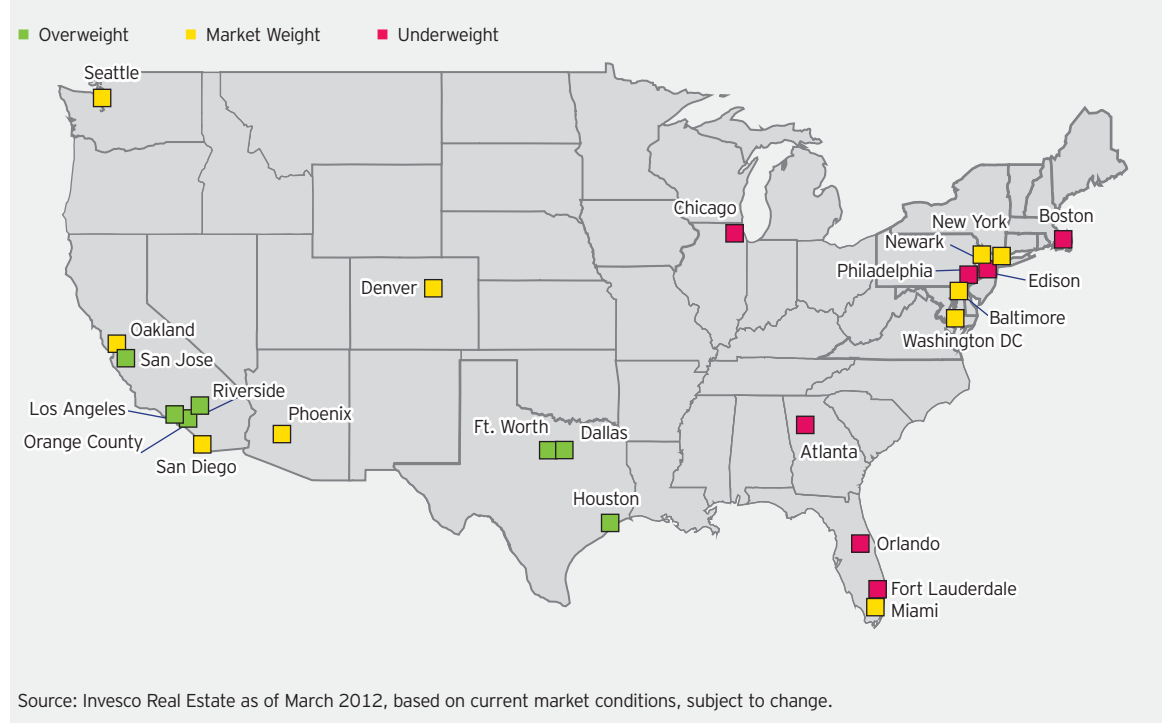 Overweight Market Weight Underweight
Seattle
Chicago
New York
Boston
Newark
Philadelphia
Edison
Denver
Baltimore
Oakland
Washington DC
San Jose
Riverside
Los Angeles
Phoenix
Orange County
Ft. Worth
Dallas
San Diego
Atlanta
Houston
Orlando
Fort Lauderdale
Miami
Source: Invesco Real Estate as of March 2012, based on current market conditions, subject to change.